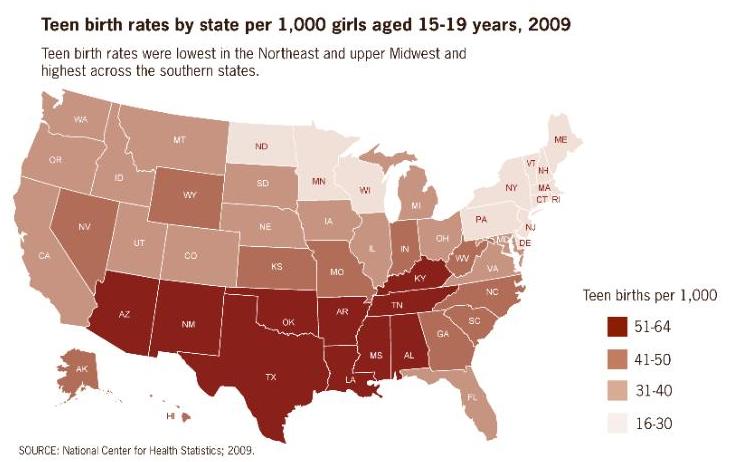 Teen birth rates by state per 1,000 girls aged 15-19 years, 2009
Teen birth rates were lowest in the Northeast and upper Midwest and
highest across the southern states.
WA
MT
ND
ME
OR
ID
MN
VT
NH
SD
WI
NY
MA
WY
MI
CT RI
IA
PA
NV
NE
NJ
UT
IL
IN
OH
MD
DE
CA
CO
KS
MO
WV
VA
KY
NC
TN
AZ
NM
OK
AR
SC
GA
MS
AL
TX
LA
FL
AK
HI
Teen births per 1,000
51-64
41-50
31-40
16-30
SOURCE: National Center for Health Statistics; 2009.